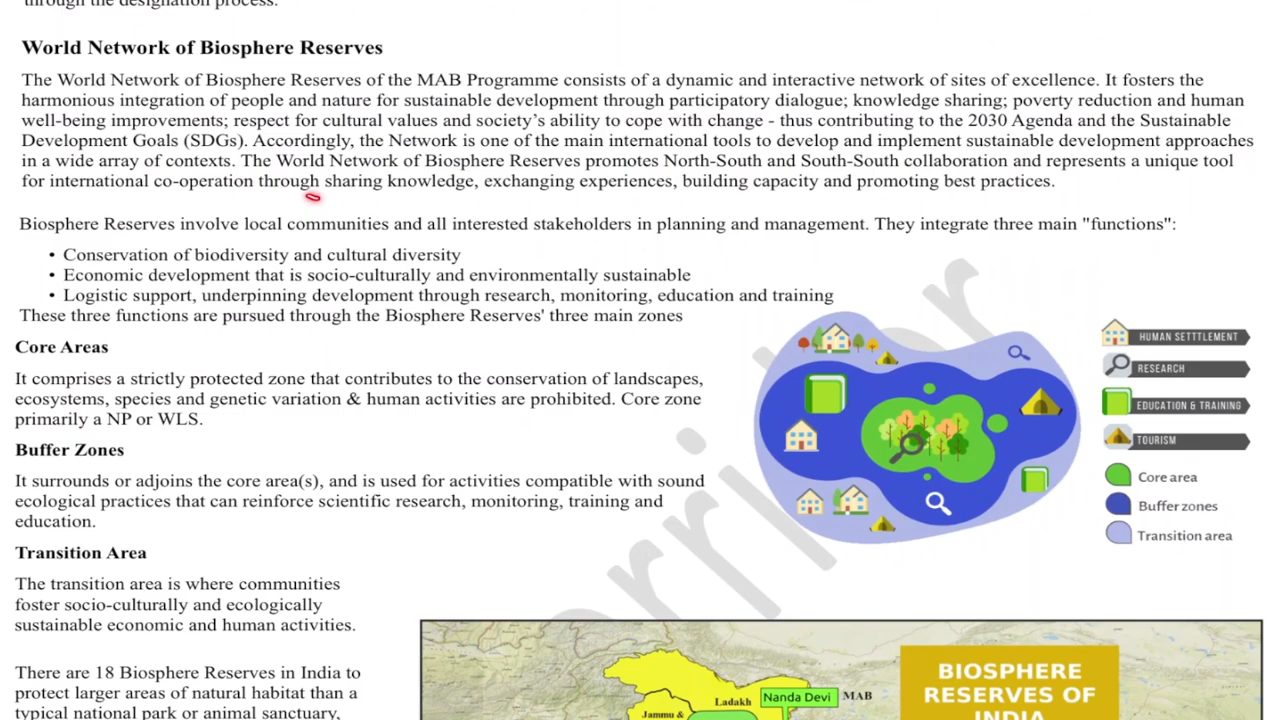 through the designation process.
World Network of Biosphere Reserves
The World Network of Biosphere Reserves of the MAB Programme consists of a dynamic and interactive network of sites of excellence. It fosters the
harmonious integration of people and nature for sustainable development through participatory dialogue; knowledge sharing; poverty reduction and human
well-being improvements; respect for cultural values and society's ability to cope with change - thus contributing to the 2030 Agenda and the Sustainable
Development Goals (SDGs). Accordingly, the Network is one of the main international tools to develop and implement sustainable development approaches
in a wide array of contexts. The World Network of Biosphere Reserves promotes North-South and South-South collaboration and represents a unique tool
for international co-operation through sharing knowledge, exchanging experiences, building capacity and promoting best practices.
Biosphere Reserves involve local communities and all interested stakeholders in planning and management. They integrate three main "functions":
• Conservation of biodiversity and cultural diversity
• Economic development that is socio-culturally and environmentally sustainable
• Logistic support, underpinning development through research, monitoring, education and training
These three functions are pursued through the Biosphere Reserves' three main zones
Core Areas
It comprises a strictly protected zone that contributes to the conservation of landscapes,
ecosystems, species and genetic variation & human activities are prohibited. Core zone
primarily a NP or WLS.
Buffer Zones
It surrounds or adjoins the core area(s), and is used for activities compatible with sound
ecological practices that can reinforce scientific research, monitoring, training and
education.
Transition Area
The transition area is where communities
foster socio-culturally and ecologically
sustainable economic and human activities.
There are 18 Biosphere Reserves in India to
protect larger areas of natural habitat than a
typical national park or animal sanctuary,
HUMAN SETTTLEMENT
RESEARCH
EDUCATION & TRAINING
TOURISM
Core area
Buffer zones
Transition area
BIOSPHERE
RESERVES OF
INDIA
Nanda Devi
MAB
Ladakh
Jammu &